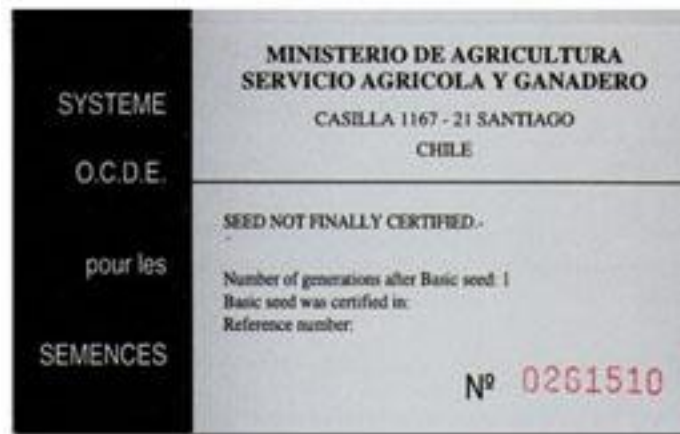 SYSTEME
O.C.D.E.
pour les
SEMENCES
MINISTERIO DE AGRICULTURA
SERVICIO AGRICOLA Y GANADERO
CASILLA 1167 - 21 SANTIAGO
CHILE
SEED NOT FINALLY CERTIFIED.-
Number of generations after Basic seed: 1
Basic seed was certified in:
Reference number:
Nº 0261510